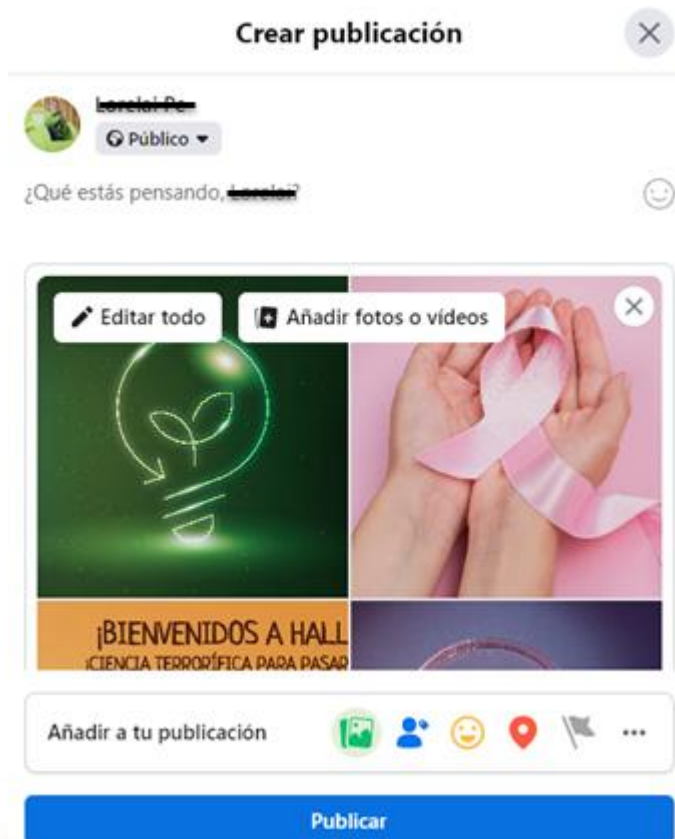 Crear publicación
Público
¿Qué estás pensando,
Editar todo
Añadir fotos o vídeos
¡BIENVENIDOS A HALL
¡CIENCIA TERRORÍFICA PARA PASAR
Añadir a tu publicación
Publicar